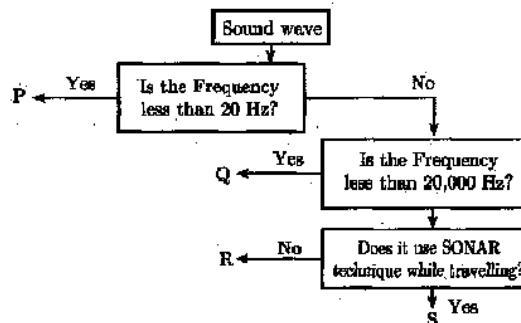 Sound wave
Yes
Is the Frequency
less than 20 Hz?
No
P
Yes
Is the Frequency
less than 20,000 Hz?
Q
No
Does it use SONAR
technique while travelling?
R
Yes
S